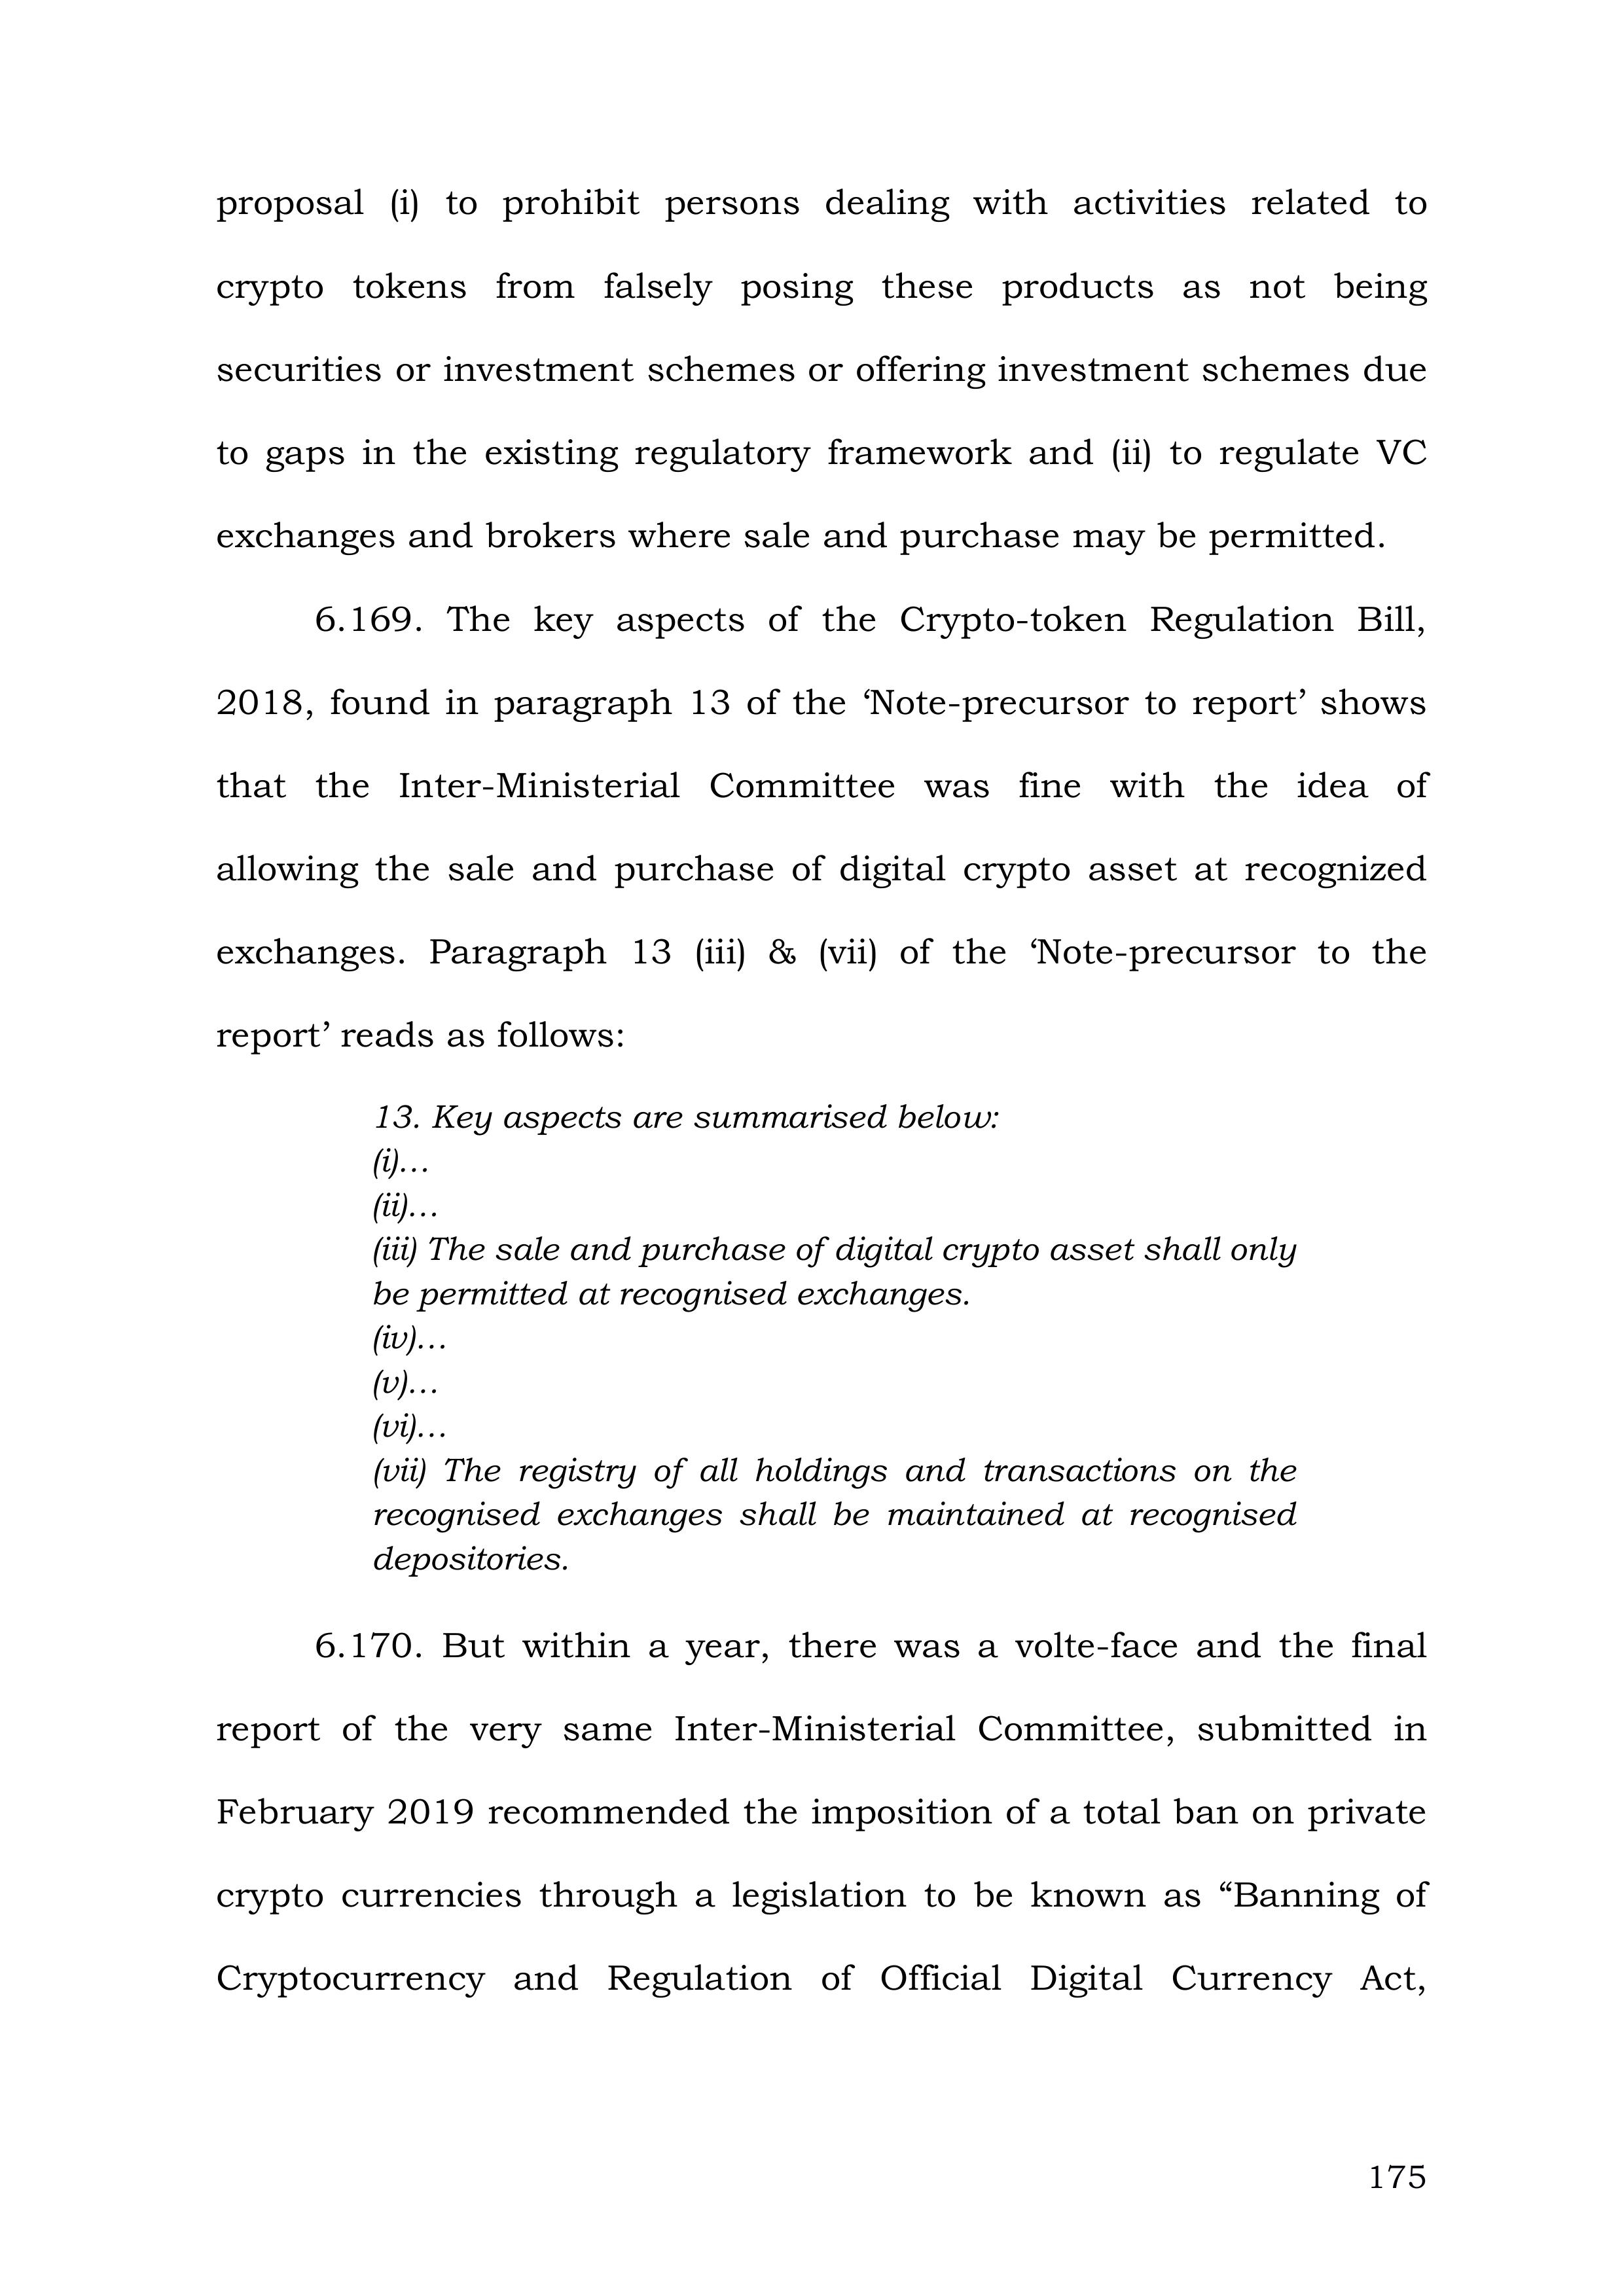 proposal (i) to prohibit persons dealing with activities related to
crypto tokens from falsely posing these products as not being
securities or investment schemes or offering investment schemes due
to gaps in the existing regulatory framework and (ii) to regulate VC
exchanges and brokers where sale and purchase may be permitted.
6.169. The key aspects of the Crypto-token Regulation Bill,
2018, found in paragraph 13 of the ‘Note-precursor to report’ shows
that the Inter-Ministerial Committee was fine with the idea of
allowing the sale and purchase of digital crypto asset at recognized
exchanges. Paragraph 13 (iii) & (vii) of the ‘Note-precursor to the
report’ reads as follows:
13. Key aspects are summarised below:
(i)…
(ii)…
(iii) The sale and purchase of digital crypto asset shall only
be permitted at recognised exchanges.
(iv)…
(v)…
(vi)…
(vii) The registry of all holdings and transactions on the
recognised exchanges shall be maintained at recognised
depositories.
6.170. But within a year, there was a volte-face and the final
report of the very same Inter-Ministerial Committee, submitted in
February 2019 recommended the imposition of a total ban on private
crypto currencies through a legislation to be known as “Banning of
Cryptocurrency and Regulation of Official Digital Currency Act,
175